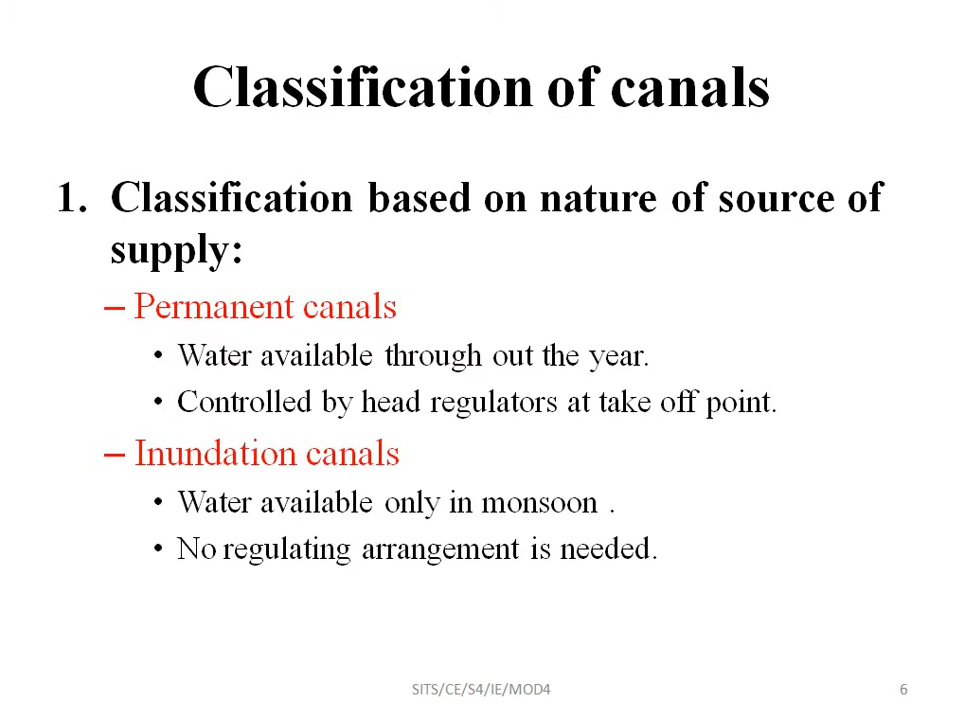 Classification of canals
1. Classification based on nature of source of
supply:
– Permanent canals
• Water available through out the year.
• Controlled by head regulators at take off point.
– Inundation canals
• Water available only in monsoon .
• No regulating arrangement is needed.
SITS/CE/S4/IE/MOD4
6